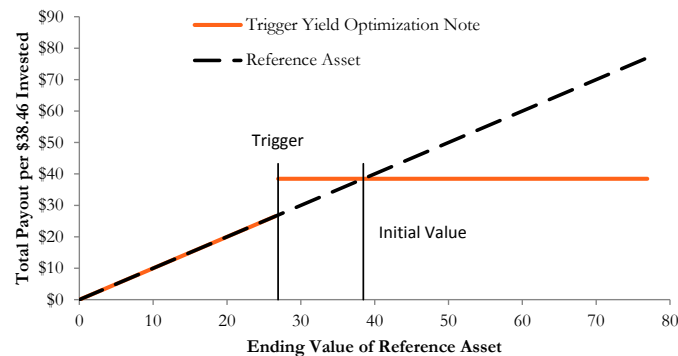 $90
$80
$70
$60
$50
$40
$30
$20
$10
$0
Total Payout per $38.46 Invested
Trigger Yield Optimization Note
Reference Asset
Trigger
Initial Value
0 10 20 30 40 50 60 70 80
Ending Value of Reference Asset